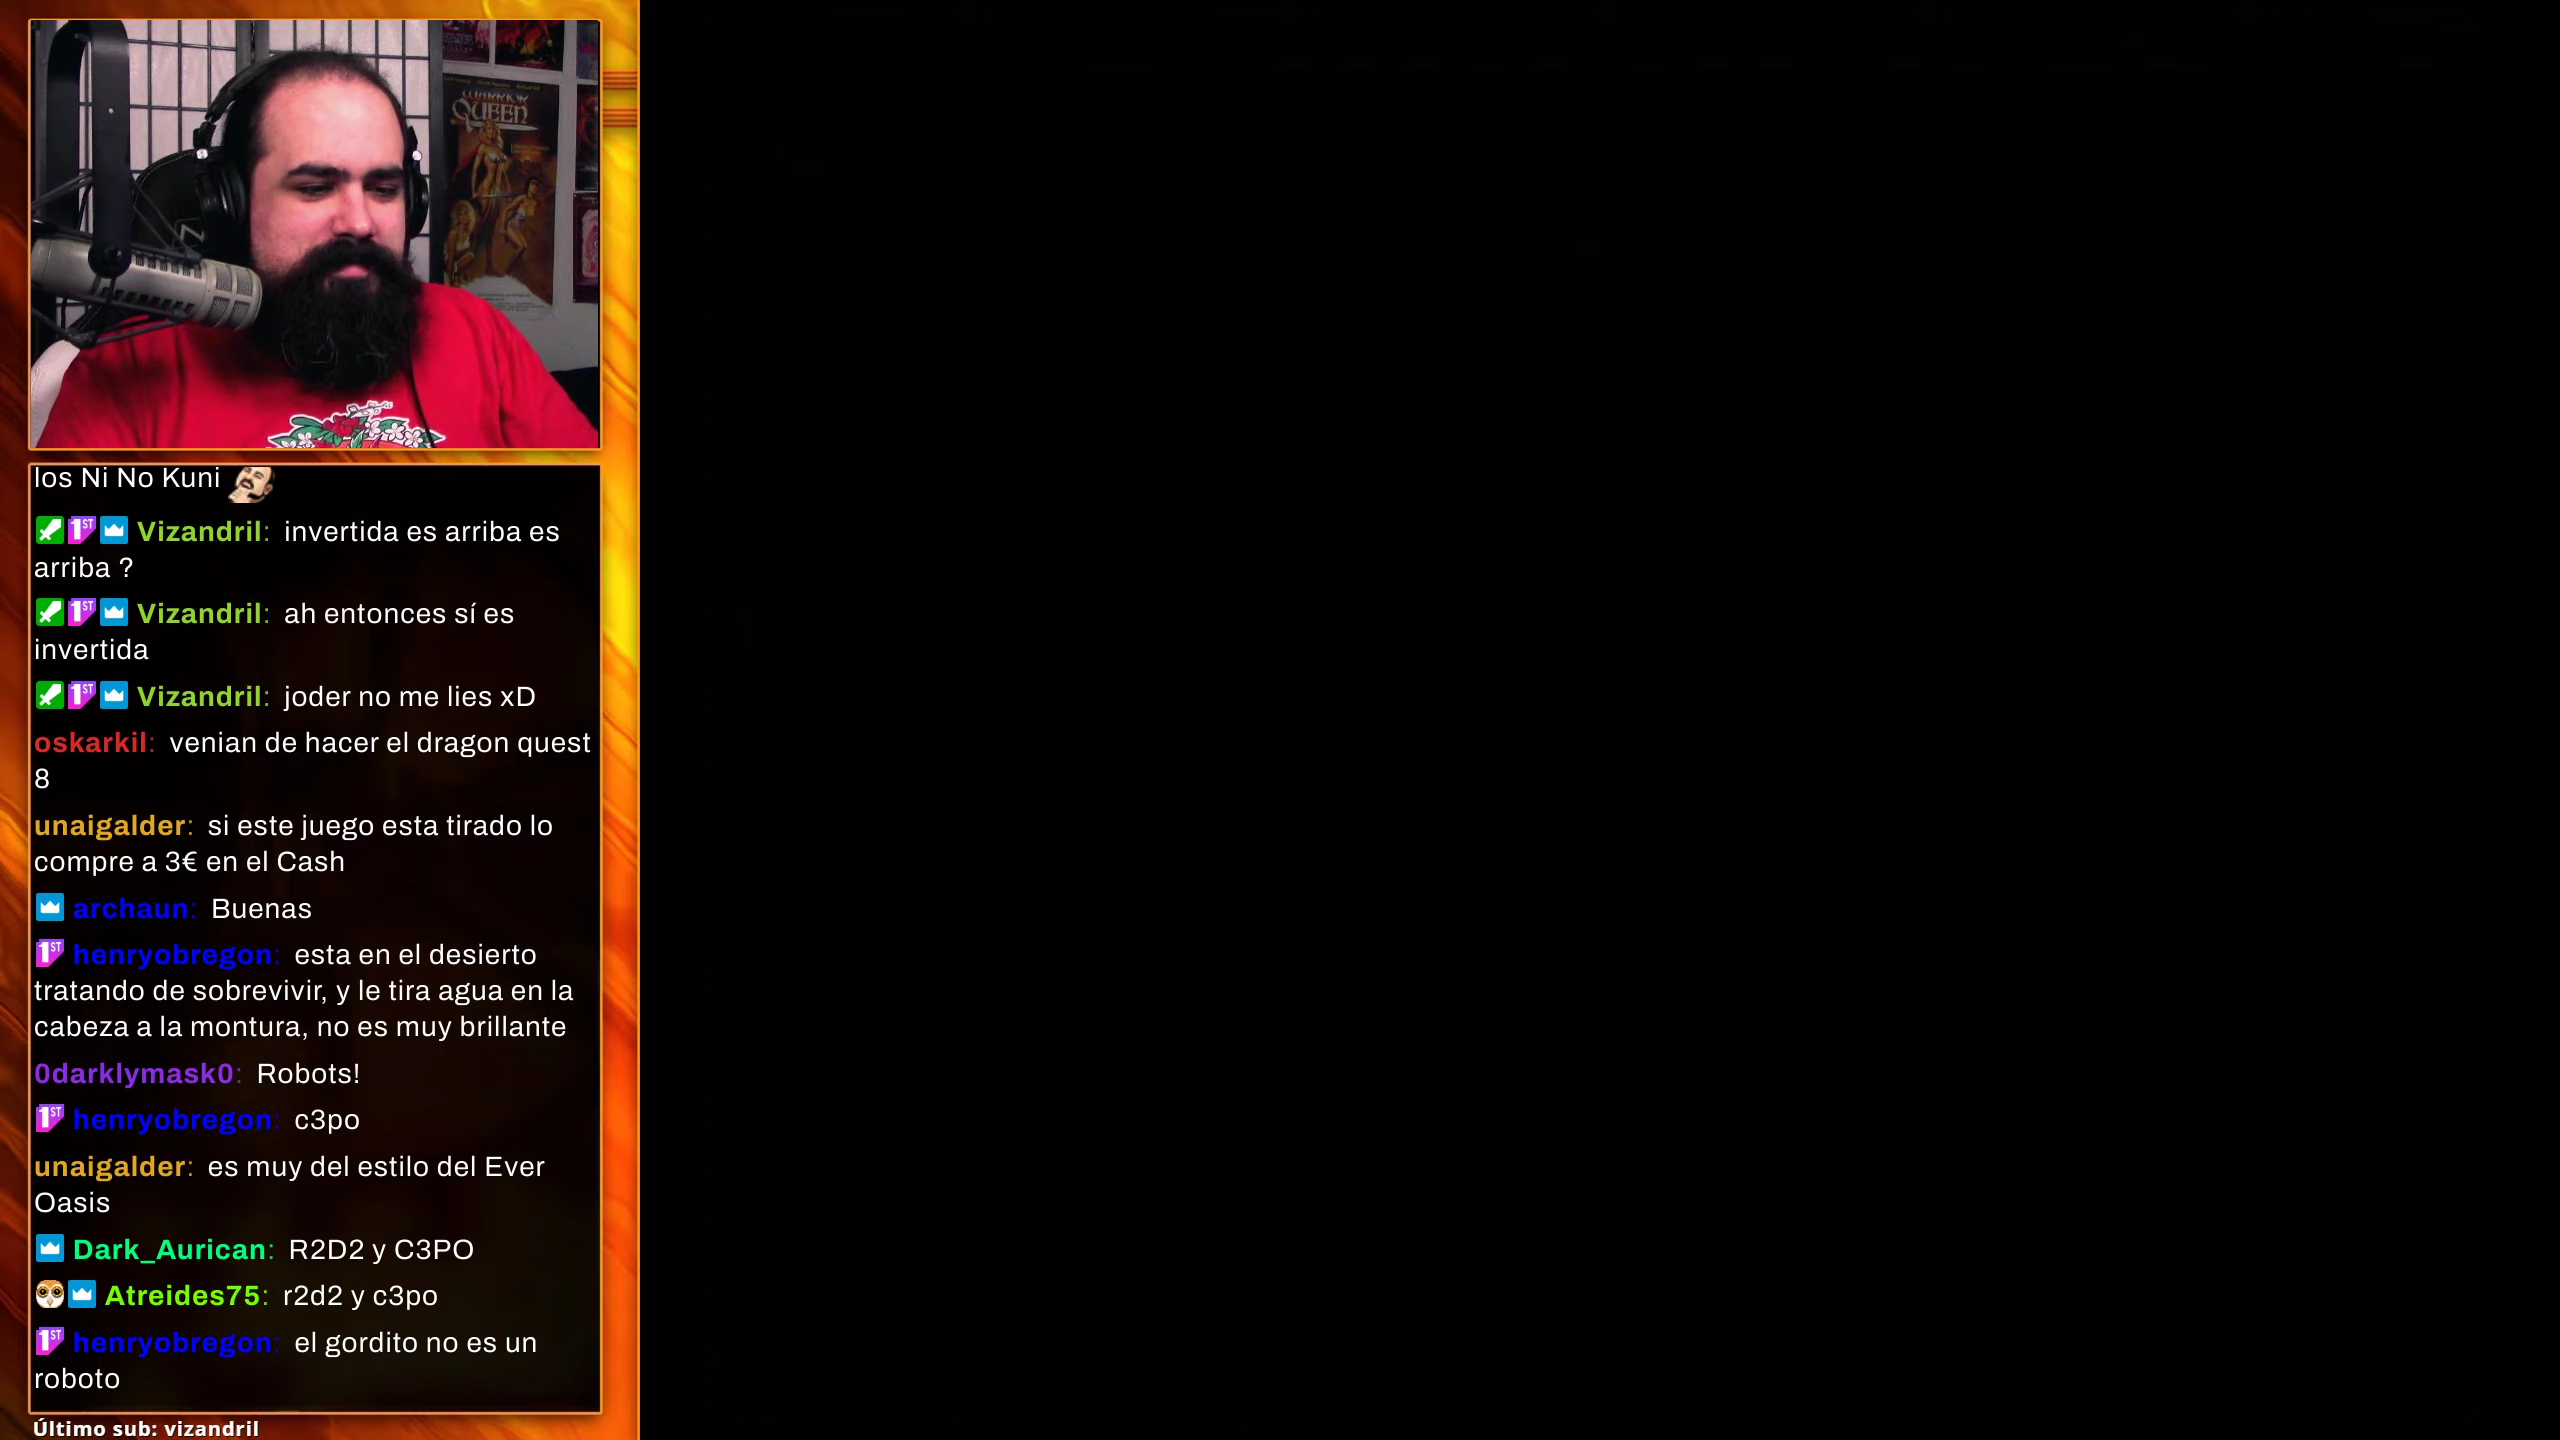 WARRIOR
QUEEN
los Ni No Kuni
Vizandril: invertida es arriba es
arriba ?
Vizandril: ah entonces sí es
invertida
Vizandril: joder no me lies xD
oskarkil: venian de hacer el dragon quest
8
unaigalder: si este juego esta tirado lo
compre a 3€ en el Cash
archaun: Buenas
henryobregon: esta en el desierto
tratando de sobrevivir, y le tira agua en la
cabeza a la montura, no es muy brillante
0darklymask0: Robots!
henryobregon: c3po
unaigalder: es muy del estilo del Ever
Oasis
Dark_Aurican: R2D2 y C3PO
Atreides75: r2d2 y c3po
henryobregon: el gordito no es un
roboto
Último sub: vizandril